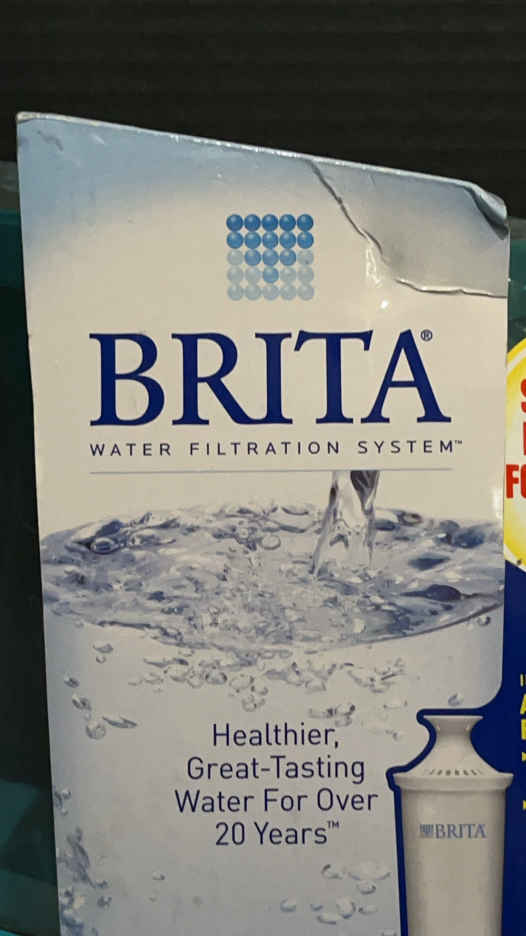 BRITA®
WATER FILTRATION SYSTEM™
Healthier,
Great-Tasting
Water For Over
20 Years™
BRITA